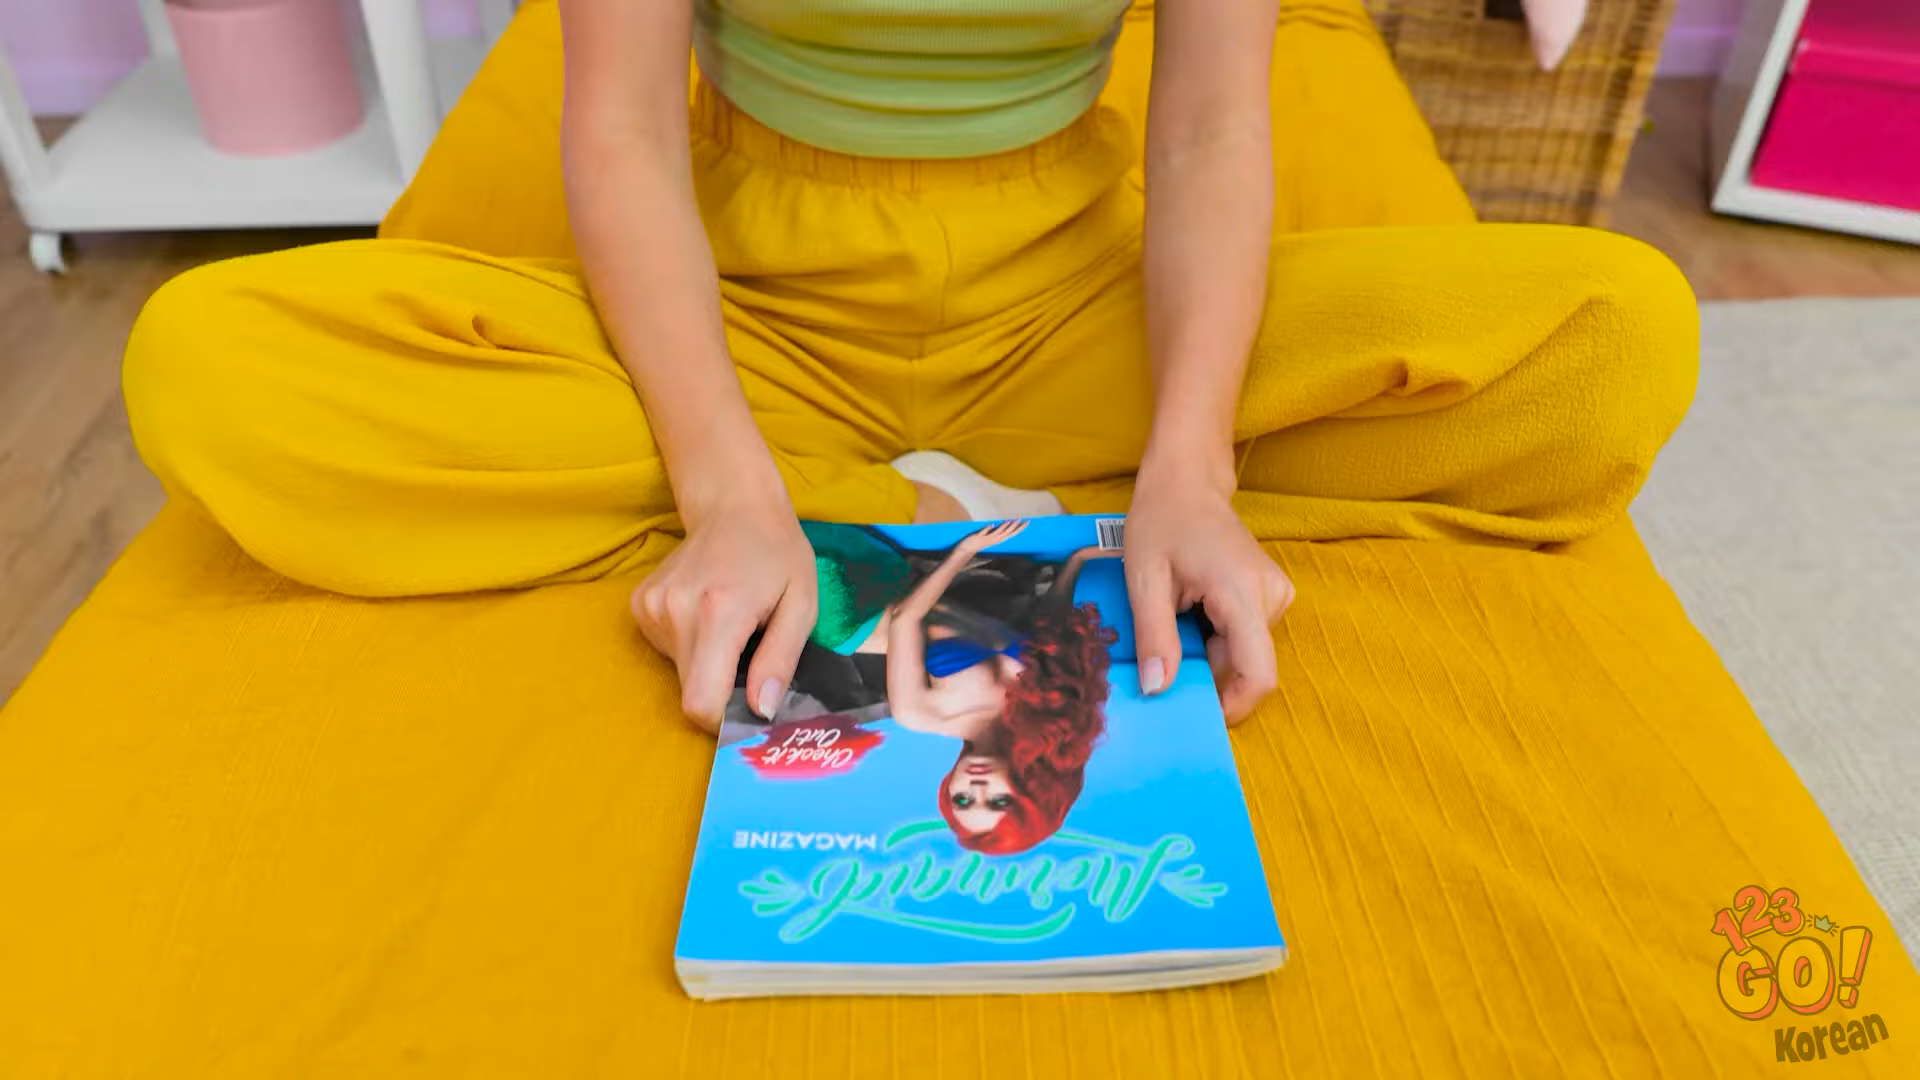 Mermaid
MAGAZINE
Check It
Out!
123
GO!
Korean